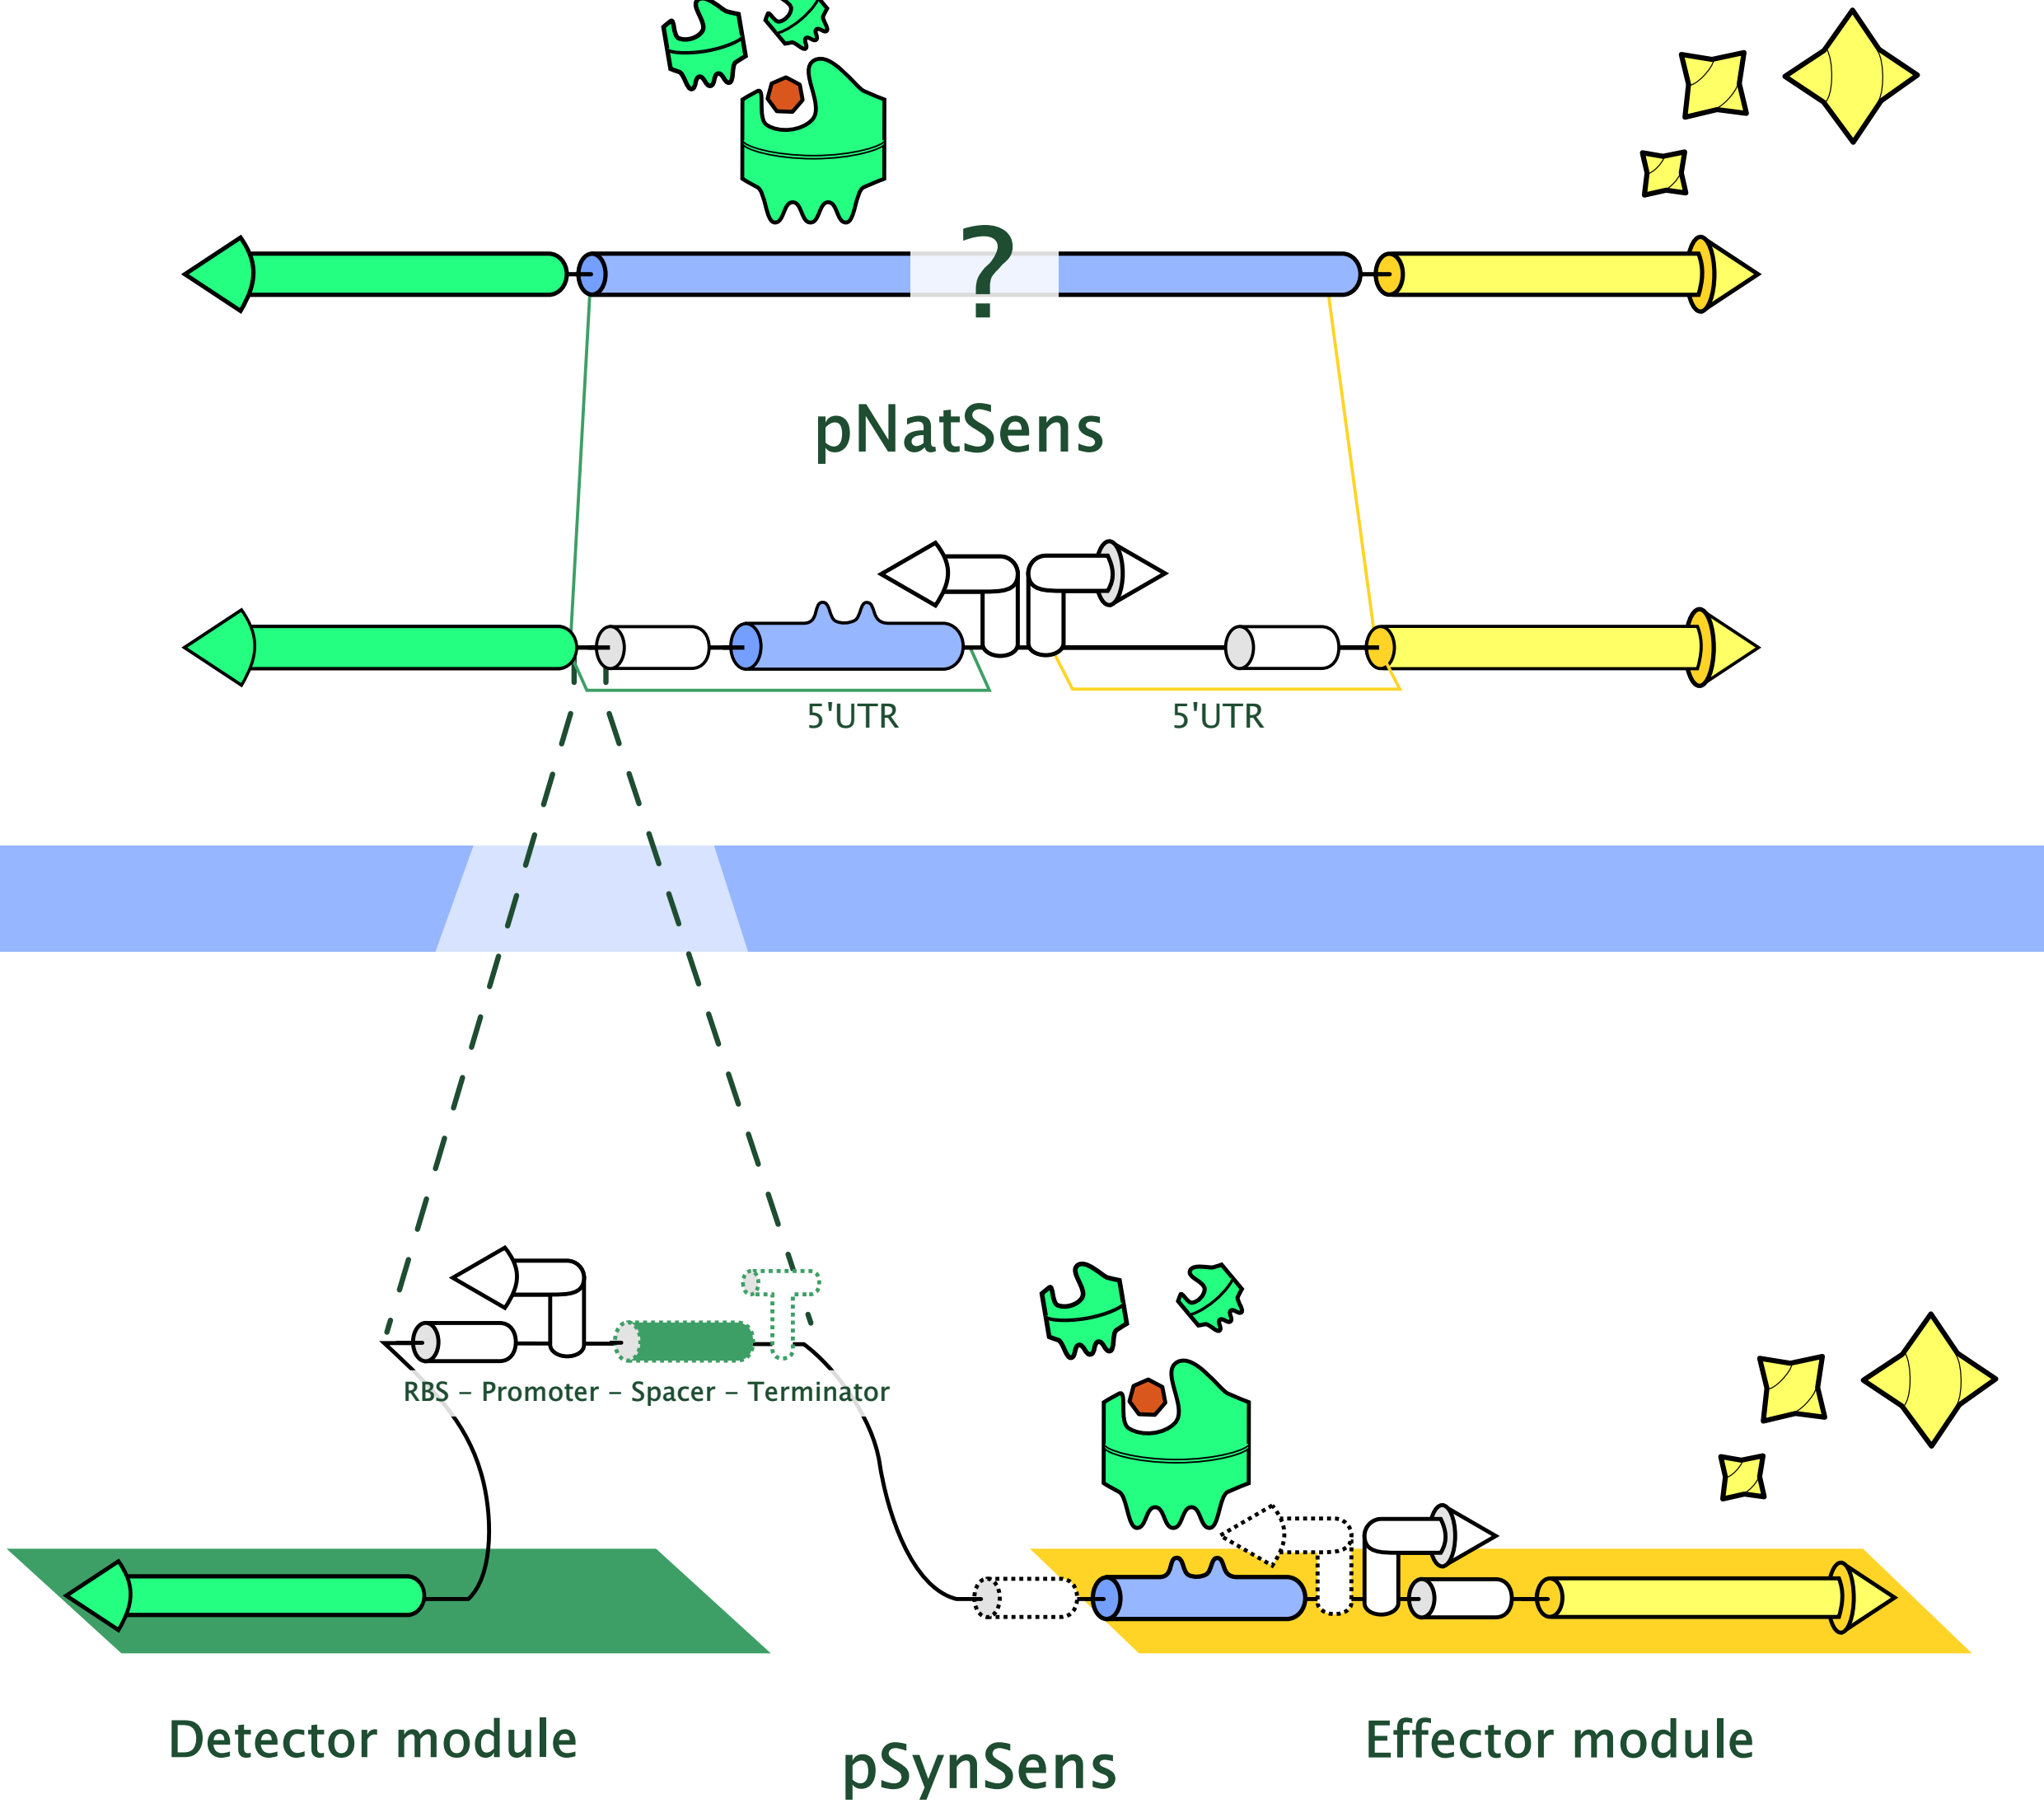 ?
pNatSens
5'UTR 5'UTR
RBS – Promoter – Spacer – Terminator
Detector module
Effector module
pSynSens